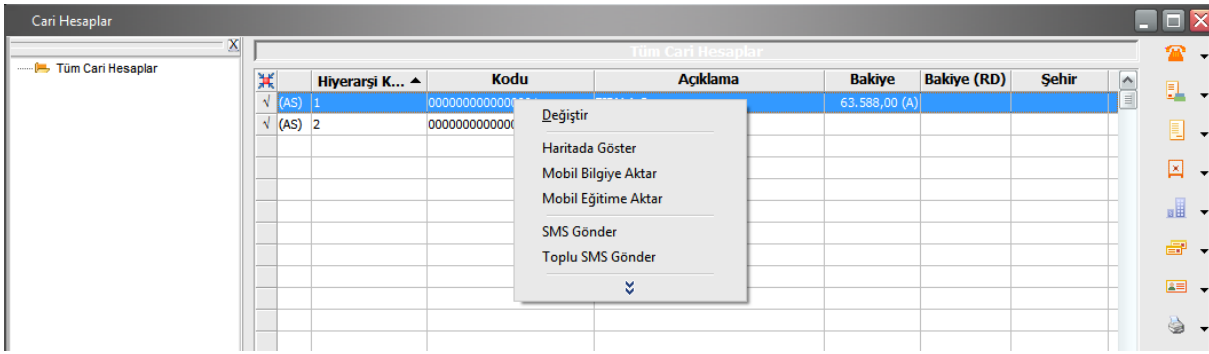 Cari Hesaplar
X
Tüm Cari Hesaplar
Tüm Cari Hesaplar
Hiyerarşi K... Kodu Açıklama Bakiye Bakiye (RD) Şehir
√ (AS) 1 63.588,00 (A)
√ (AS) 2
Değiştir
Haritada Göster
Mobil Bilgiye Aktar
Mobil Eğitime Aktar
SMS Gönder
Toplu SMS Gönder